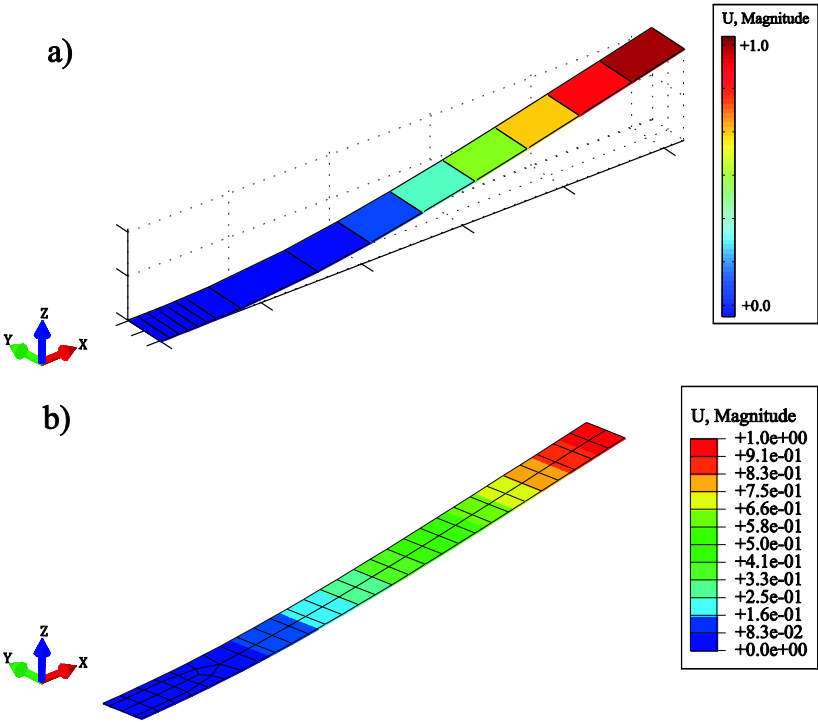 a)
U, Magnitude
+1.0
+0.0
Z
Y
X
b)
U, Magnitude
+1.0e+00
+9.1e-01
+8.3e-01
+7.5e-01
+6.6e-01
+5.8e-01
+5.0e-01
+4.1e-01
+3.3e-01
+2.5e-01
+1.6e-01
+8.3e-02
+0.0e+00
Z
Y
X